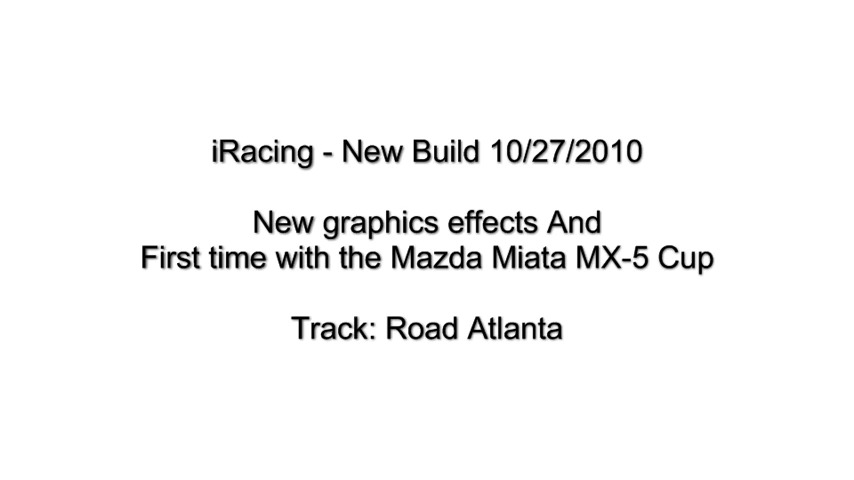 iRacing - New Build 10/27/2010
New graphics effects And
First time with the Mazda Miata MX-5 Cup
Track: Road Atlanta